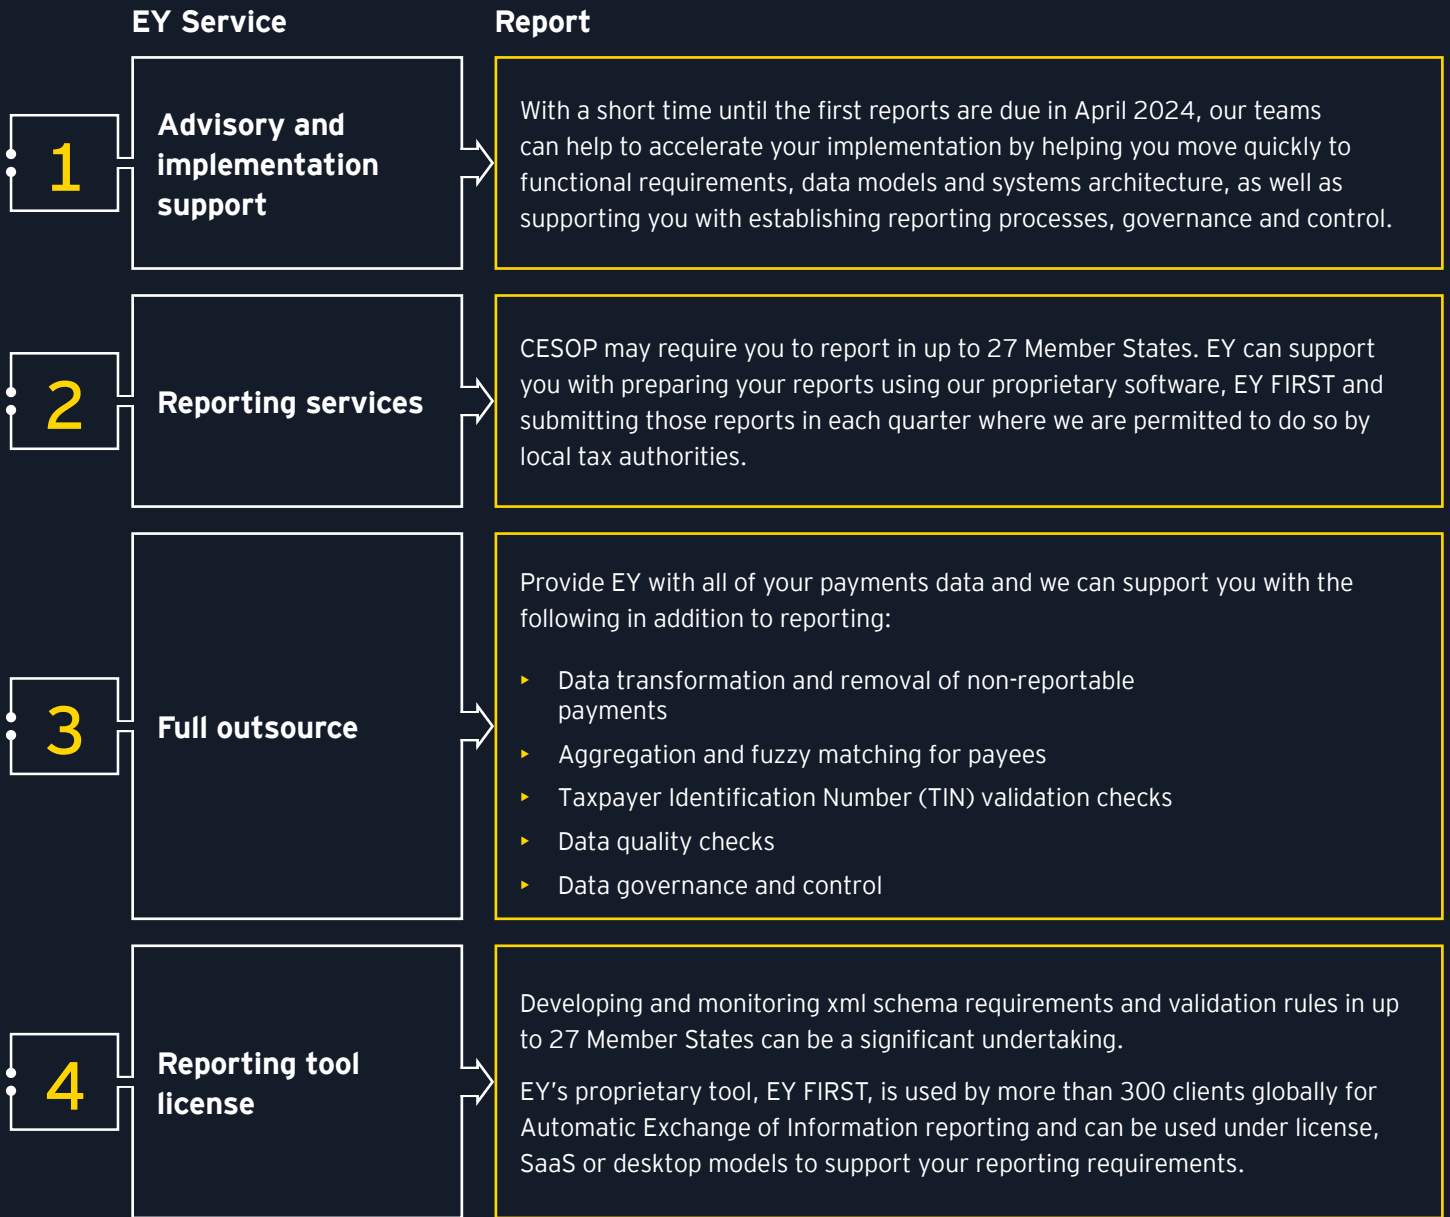 EY Service
Report
1
Advisory and
implementation
support
With a short time until the first reports are due in April 2024, our teams
can help to accelerate your implementation by helping you move quickly to
functional requirements, data models and systems architecture, as well as
supporting you with establishing reporting processes, governance and control.
2
Reporting services
CESOP may require you to report in up to 27 Member States. EY can support
you with preparing your reports using our proprietary software, EY FIRST and
submitting those reports in each quarter where we are permitted to do so by
local tax authorities.
3
Full outsource
Provide EY with all of your payments data and we can support you with the
following in addition to reporting:
‣ Data transformation and removal of non-reportable
payments
‣ Aggregation and fuzzy matching for payees
‣ Taxpayer Identification Number (TIN) validation checks
‣ Data quality checks
‣ Data governance and control
4
Reporting tool
license
Developing and monitoring xml schema requirements and validation rules in up
to 27 Member States can be a significant undertaking.
EY’s proprietary tool, EY FIRST, is used by more than 300 clients globally for
Automatic Exchange of Information reporting and can be used under license,
SaaS or desktop models to support your reporting requirements.